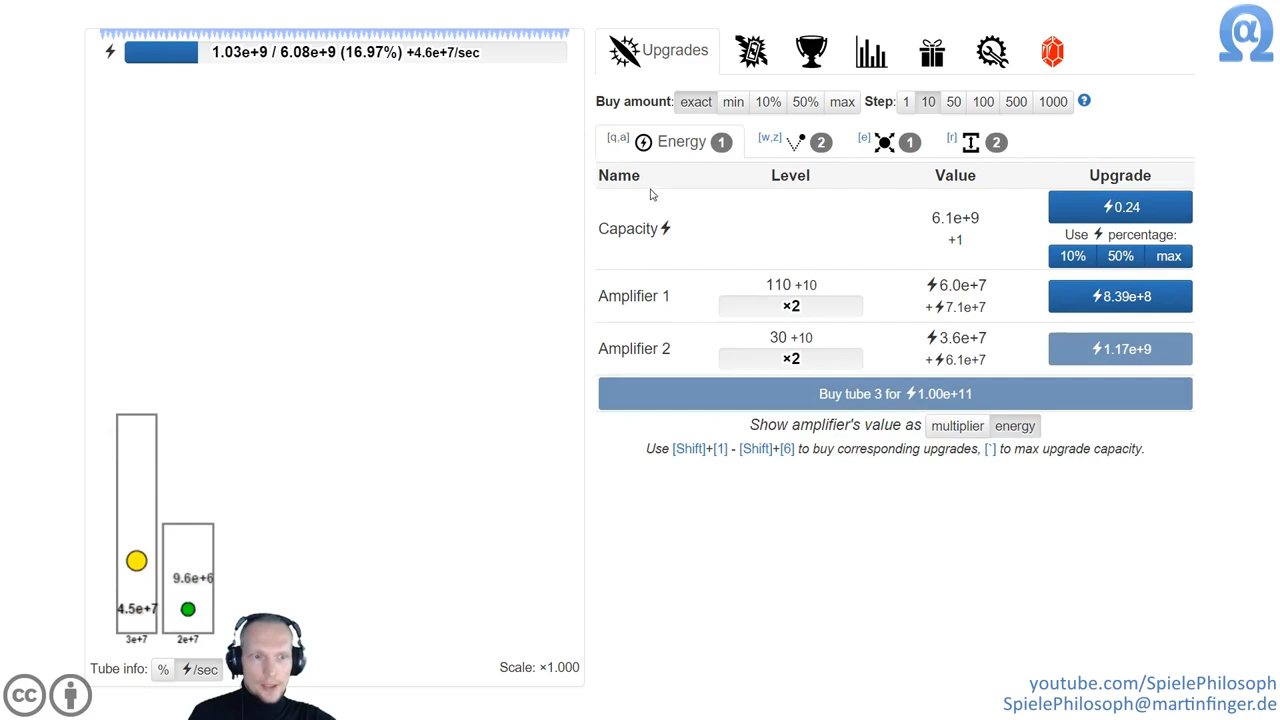 1.03e+9 / 6.08e+9 (16.97%) +4.6e+7/sec
Upgrades
Buy amount: exact min 10% 50% max Step: 1 10 50 100 500 1000 ?
[q,a] Energy 1 [w,z] 2 [e] 1 [r] 2
Name Level Value Upgrade
Capacity 6.1e+9 0.24
+1 Use percentage:
10% 50% max
Amplifier 1 110 +10 6.0e+7 8.39e+8
×2 +7.1e+7
Amplifier 2 30 +10 3.6e+7 1.17e+9
×2 +6.1e+7
Buy tube 3 for 1.00e+11
Show amplifier's value as multiplier energy
Use [Shift]+[1] - [Shift]+[6] to buy corresponding upgrades, [`] to max upgrade capacity.
9.6e+6
4.5e+7
3e+7 2e+7
Tube info: % /sec Scale: ×1.000
cc
youtube.com/SpielePhilosoph
SpielePhilosoph@martinfinger.de